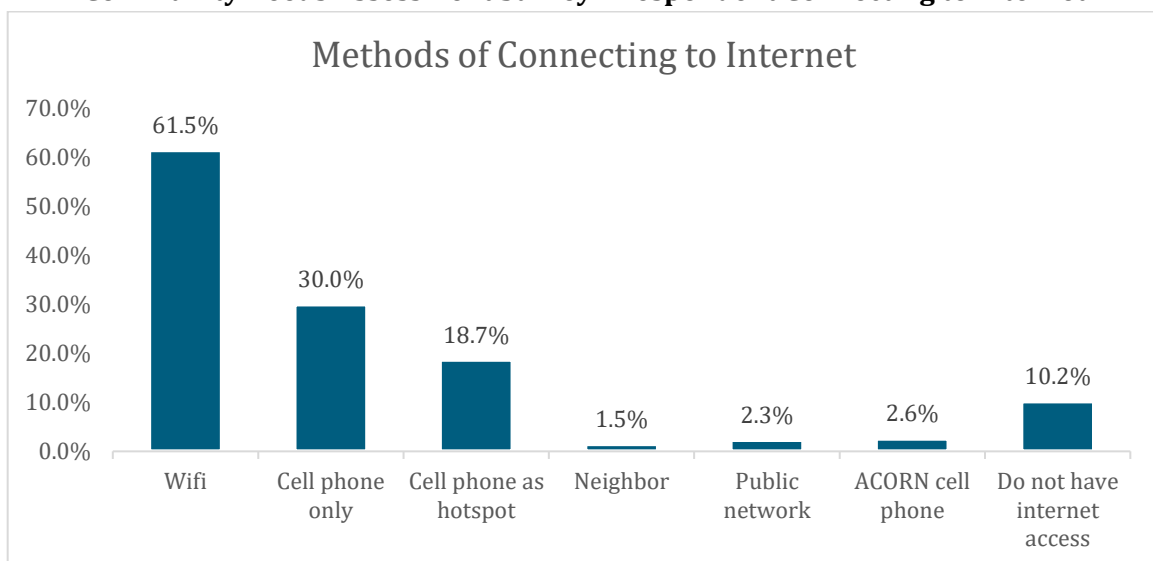 Methods of Connecting to Internet
70.0%
60.0%
50.0%
40.0%
30.0%
20.0%
10.0%
0.0%
61.5%
30.0%
18.7%
1.5%
2.3%
2.6%
10.2%
Wifi
Cell phone
only
Cell phone as
hotspot
Neighbor
Public
network
ACORN cell
phone
Do not have
internet
access